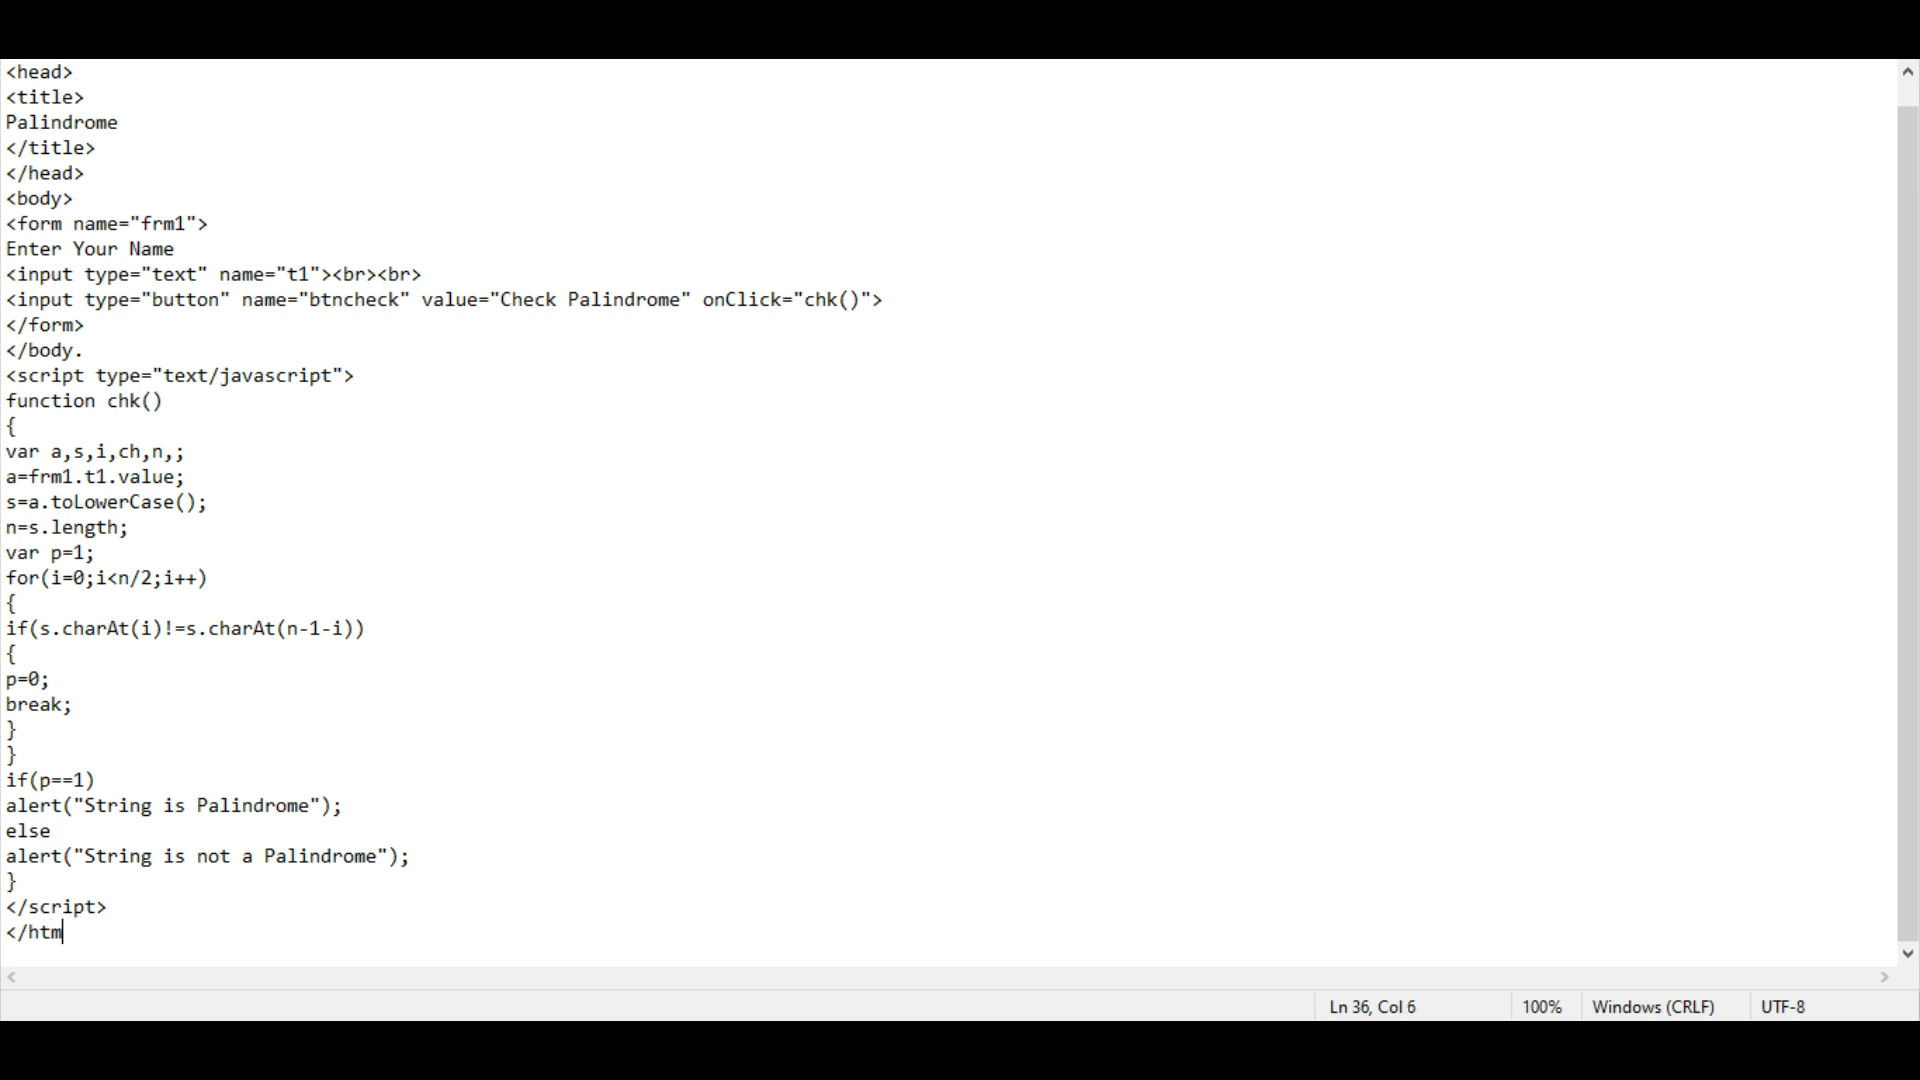 <head>
<title>
Palindrome
</title>
</head>
<body>
<form name="frm1">
Enter Your Name
<input type="text" name="t1"><br><br>
<input type="button" name="btncheck" value="Check Palindrome" onClick="chk()">
</form>
</body.
<script type="text/javascript">
function chk()
{
var a,s,i,ch,n,;
a=frm1.t1.value;
s=a.toLowerCase();
n=s.length;
var p=1;
for(i=0;i<n/2;i++)
{
if(s.charAt(i)!=s.charAt(n-1-i))
{
p=0;
break;
}
}
if(p==1)
alert("String is Palindrome");
else
alert("String is not a Palindrome");
}
</script>
</htm
Ln 36, Col 6 100% Windows (CRLF) UTF-8